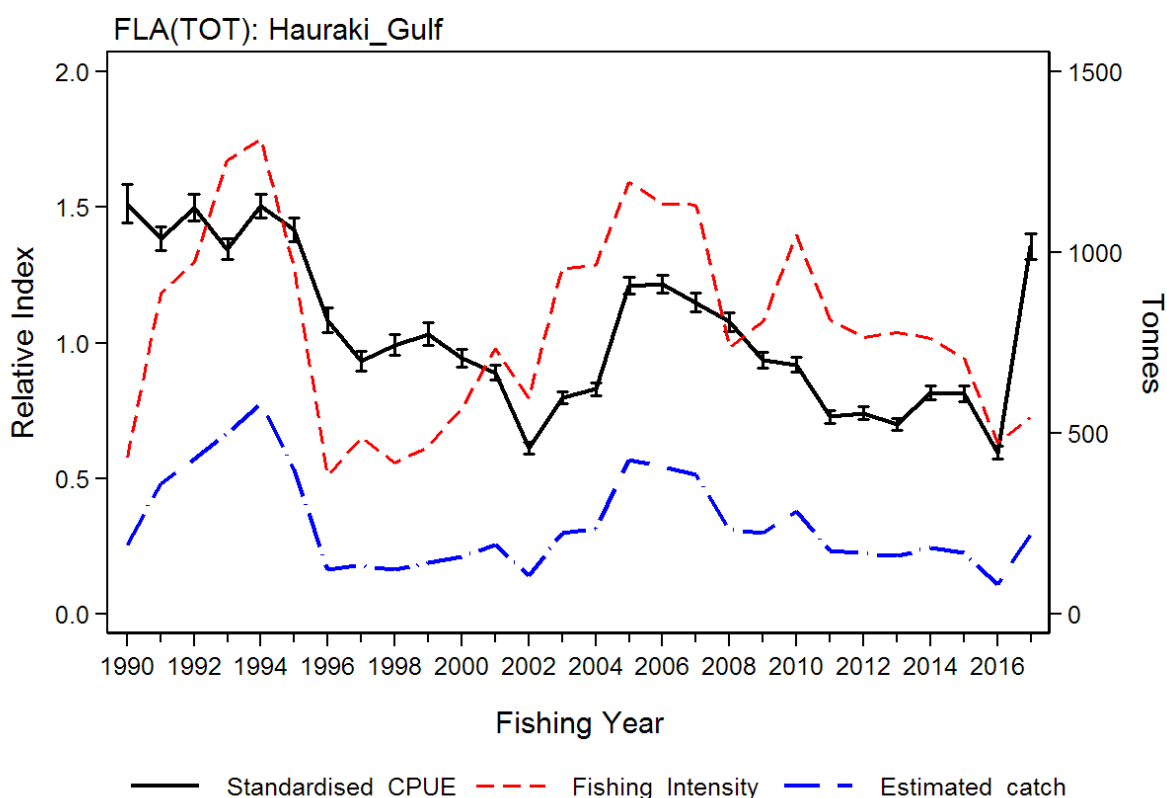 FLA(TOT): Hauraki_Gulf
2.0
1.5
1.0
0.5
0.0
Relative Index
1500
1000
500
0
Tonnes
1990 1992 1994 1996 1998 2000 2002 2004 2006 2008 2010 2012 2014 2016
Fishing Year
Standardised CPUE Fishing Intensity Estimated catch